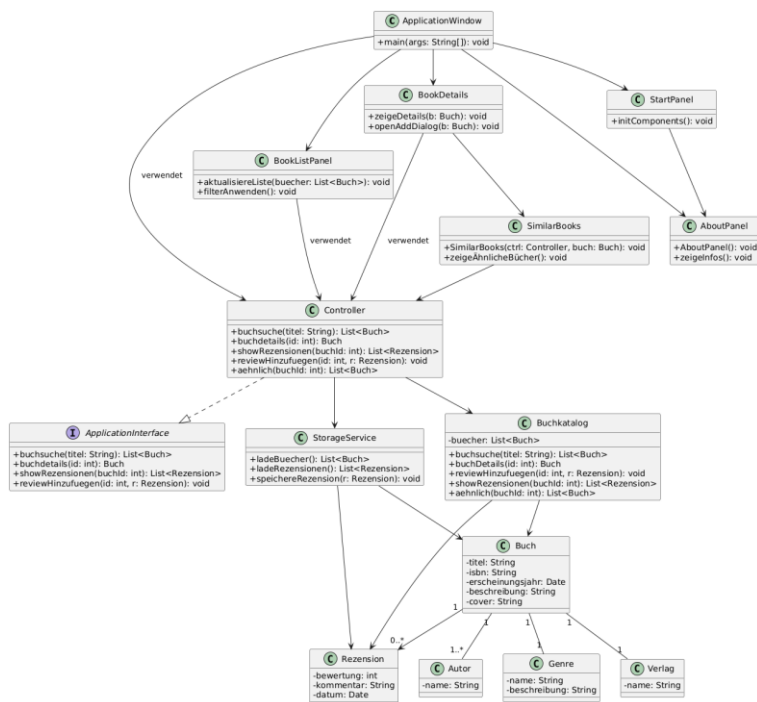 C ApplicationWindow
+main(args: String[]): void
C BookDetails
+zeigeDetails(b: Buch): void
+openAddDialog(b: Buch): void
C StartPanel
+initComponents(): void
verwendet
C BookListPanel
+aktualisiereListe(buecher: List<Buch>): void
+filterAnwenden(): void
C SimilarBooks
+SimilarBooks(ctrl: Controller, buch: Buch): void
+zeigeÄhnlicheBücher(): void
C AboutPanel
+AboutPanel(): void
+zeigeInfos(): void
verwendet
verwendet
C Controller
+buchsuche(titel: String): List<Buch>
+buchdetails(id: int): Buch
+showRezensionen(buchId: int): List<Rezension>
+reviewHinzufuegen(id: int, r: Rezension): void
+aehnlich(buchId: int): List<Buch>
I ApplicationInterface
+buchsuche(titel: String): List<Buch>
+buchdetails(id: int): Buch
+showRezensionen(buchId: int): List<Rezension>
+reviewHinzufuegen(id: int, r: Rezension): void
C StorageService
+ladeBuecher(): List<Buch>
+ladeRezensionen(): List<Rezension>
+speichereRezension(r: Rezension): void
C Buchkatalog
-buecher: List<Buch>
+buchsuche(titel: String): List<Buch>
+buchDetails(id: int): Buch
+reviewHinzufuegen(id: int, r: Rezension): void
+showRezensionen(buchId: int): List<Rezension>
+aehnlich(buchId: int): List<Buch>
C Buch
-titel: String
-isbn: String
-erscheinungsjahr: Date
-beschreibung: String
-cover: String
1
1
1
1
0..*
1..*
1
1
C Rezension
-bewertung: int
-kommentar: String
-datum: Date
C Autor
-name: String
C Genre
-name: String
-beschreibung: String
C Verlag
-name: String